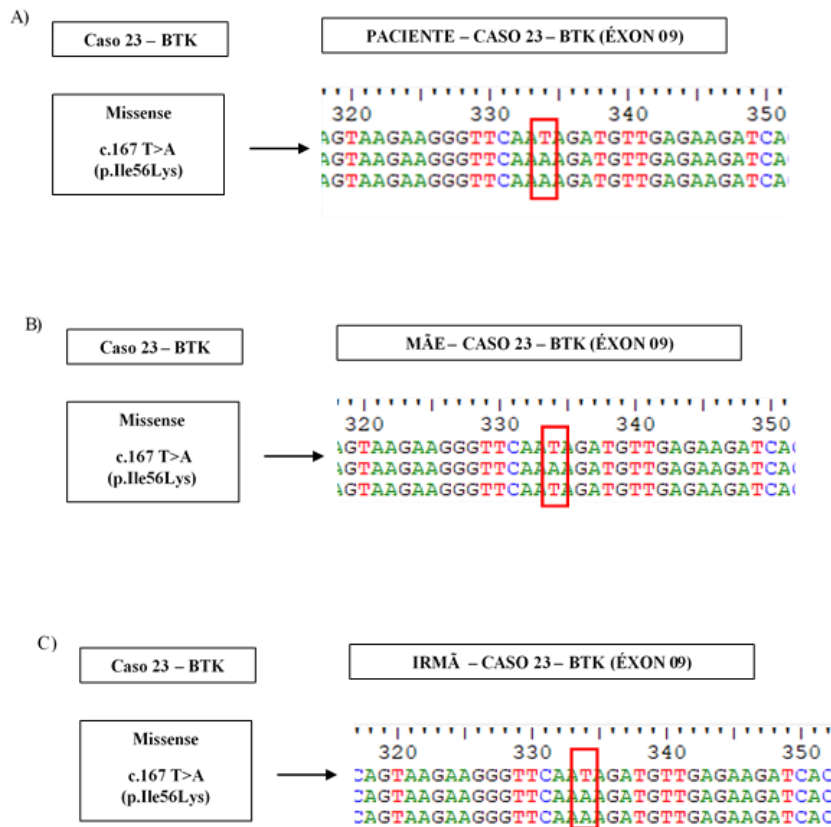 A)
Caso 23 – BTK
PACIENTE – CASO 23 – BTK (ÉXON 09)
Missense
c.167 T>A
(p.Ile56Lys)
320 330 340 350
AGTAAGAAGGGTTCAATAGATGTTGAGAAGATCA
AGTAAGAAGGGTTCAAAAGATGTTGAGAAGATCA
AGTAAGAAGGGTTCAAAAGATGTTGAGAAGATCA
B)
Caso 23 – BTK
MÃE – CASO 23 – BTK (ÉXON 09)
Missense
c.167 T>A
(p.Ile56Lys)
320 330 340 350
AGTAAGAAGGGTTCAATAGATGTTGAGAAGATCA
AGTAAGAAGGGTTCAAAAGATGTTGAGAAGATCA
AGTAAGAAGGGTTCAATAGATGTTGAGAAGATCA
C)
Caso 23 – BTK
IRMÃ – CASO 23 – BTK (ÉXON 09)
Missense
c.167 T>A
(p.Ile56Lys)
320 330 340 350
CAGTAAGAAGGGTTCAATAGATGTTGAGAAGATCAC
CAGTAAGAAGGGTTCAAAAGATGTTGAGAAGATCAC
CAGTAAGAAGGGTTCAAAAGATGTTGAGAAGATCAC